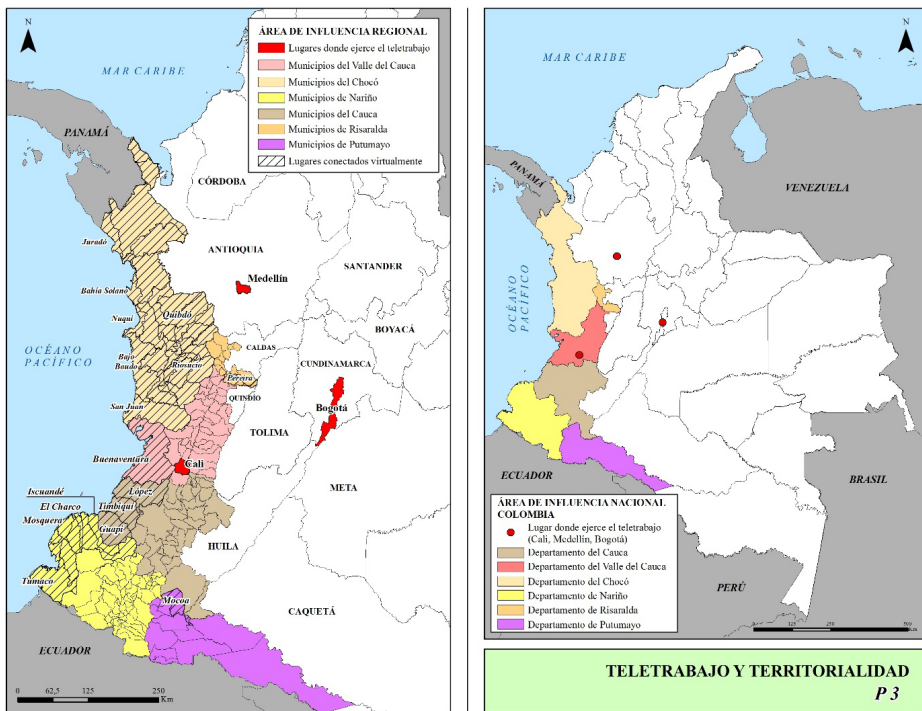 N
MAR CARIBE
PANAMÁ
ÁREA DE INFLUENCIA REGIONAL
Lugares donde ejerce el teletrabajo
Municipios del Valle del Cauca
Municipios del Chocó
Municipios de Nariño
Municipios del Cauca
Municipios de Risaralda
Municipios de Putumayo
Lugares conectados virtualmente
CÓRDOBA
Juradó
ANTIOQUIA
SANTANDER
Medellín
Bahía Solano
Nuquí
Quibdó
BOYACÁ
OCÉANO
PACÍFICO
CALDAS
CUNDINAMARCA
Bajo
Baudó
Riosucio
Pereira
QUINDÍO
San Juan
Bogotá
TOLIMA
Buenaventura
Cali
META
Iscuandé
López
El Charco
Timbiquí
Mosquera
Guapi
HUILA
Tumaco
Mocoa
CAQUETÁ
ECUADOR
0 62,5 125 250
Km
N
MAR CARIBE
PANAMÁ
VENEZUELA
OCÉANO
PACÍFICO
ECUADOR
BRASIL
PERÚ
ÁREA DE INFLUENCIA NACIONAL
COLOMBIA
Lugar donde ejerce el teletrabajo
(Cali, Medellín, Bogotá)
Departamento del Cauca
Departamento del Valle del Cauca
Departamento del Chocó
Departamento de Nariño
Departamento de Risaralda
Departamento de Putumayo
0 125 250 500
Km
TELETRABAJO Y TERRITORIALIDAD
P 3